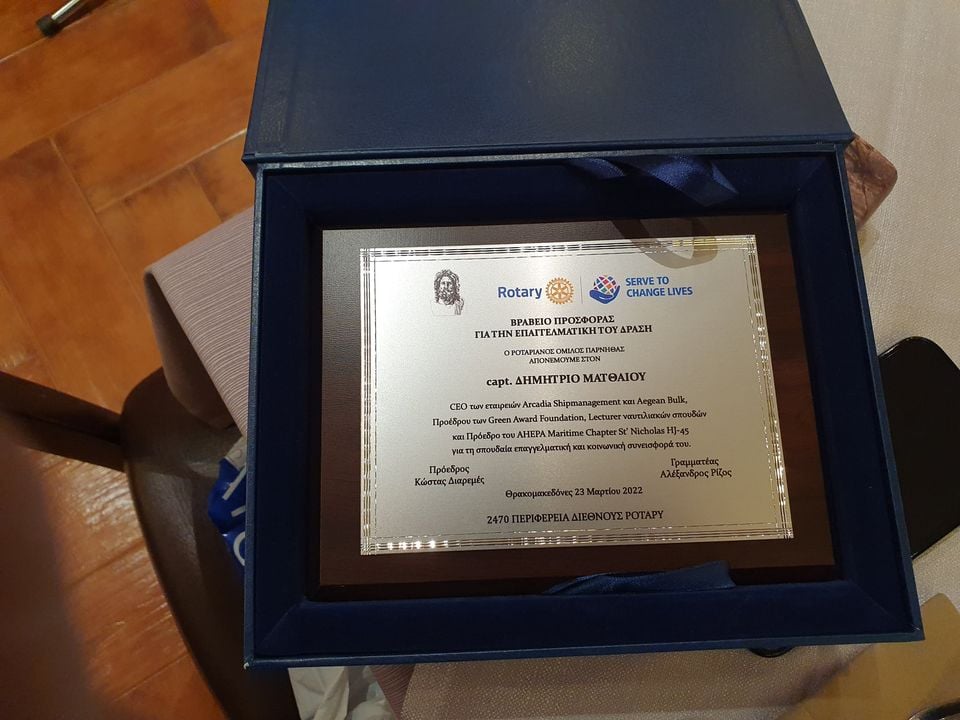 Rotary
SERVE TO
CHANGE LIVES
ΒΡΑΒΕΙΟ ΠΡΟΣΦΟΡΑΣ
ΓΙΑ ΤΗΝ ΕΠΑΓΓΕΛΜΑΤΙΚΗ ΤΟΥ ΔΡΑΣΗ
Ο ΡΟΤΑΡΙΑΝΟΣ ΟΜΙΛΟΣ ΠΑΡΝΗΘΑΣ
ΑΠΟΝΕΜΟΥΜΕ ΣΤΟΝ
capt. ΔΗΜΗΤΡΙΟ ΜΑΤΘΑΙΟΥ
CEO των εταιρειών Arcadia Shipmanagement και Aegean Bulk,
Προέδρου των Green Award Foundation, Lecturer ναυτιλιακών σπουδών
και Πρόεδρο του AHEPA Maritime Chapter St' Nicholas HJ-45
για τη σπουδαία επαγγελματική και κοινωνική συνεισφορά του.
Πρόεδρος
Κώστας Διαρεμές
Γραμματέας
Αλέξανδρος Ρίζος
Θρακομακεδόνες 23 Μαρτίου 2022
2470 ΠΕΡΙΦΕΡΕΙΑ ΔΙΕΘΝΟΥΣ ΡΟΤΑΡΥ